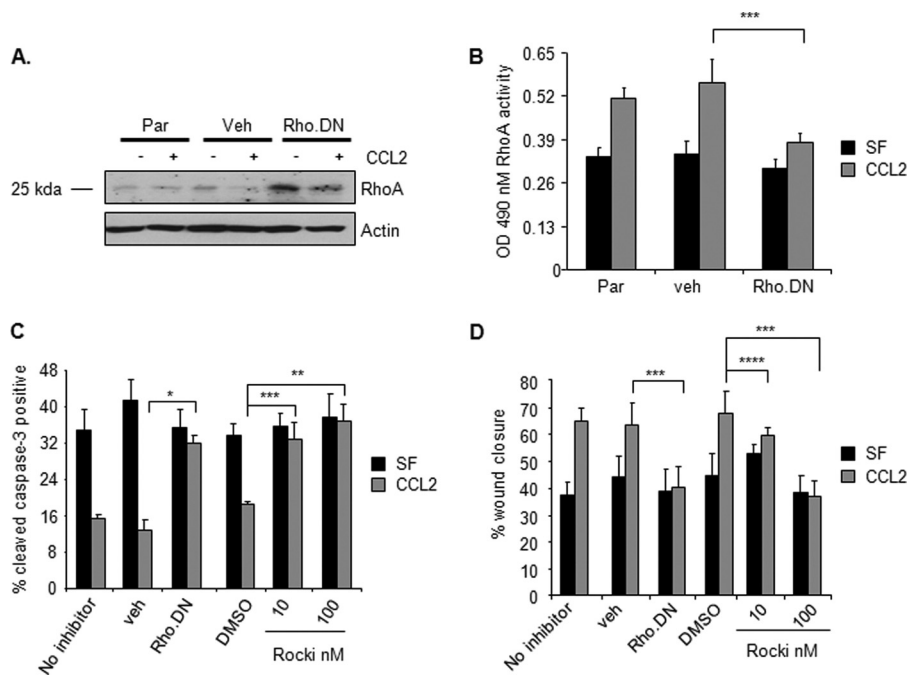 A.
Par Veh Rho.DN
- + - + - + CCL2
25 kda
RhoA
Actin
B
***
OD 490 nM RhoA activity
0.65
0.52
0.39
0.26
0.13
0
Par veh Rho.DN
SF
CCL2
C
% cleaved caspase-3 positive
48
40
32
24
16
8
0
*
***
**
No inhibitor
veh
Rho.DN
DMSO
10
100
Rocki nM
SF
CCL2
D
% wound closure
80
70
60
50
40
30
20
10
0
***
****
***
No inhibitor
veh
Rho.DN
DMSO
10
100
Rocki nM
SF
CCL2